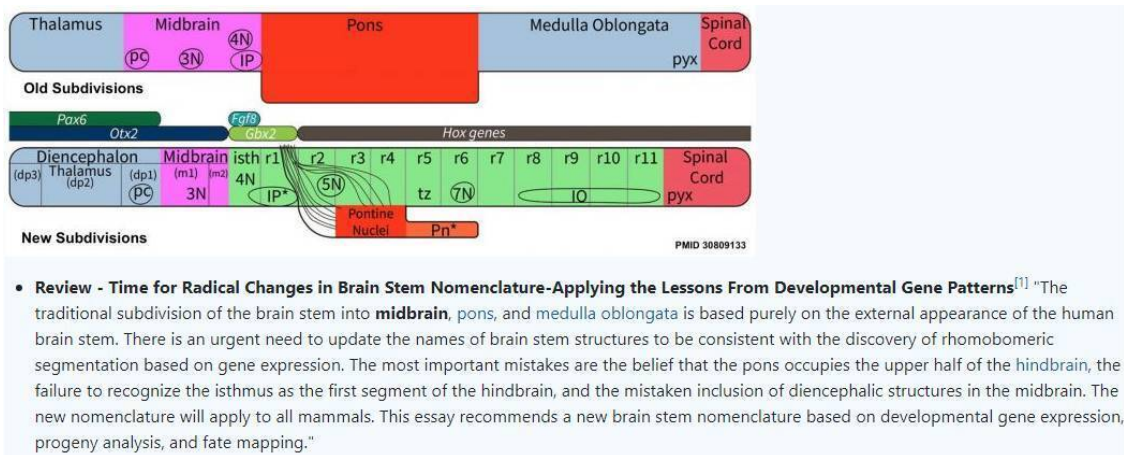 Thalamus Midbrain Pons Medulla Oblongata Spinal Cord
4N
pc 3N IP pyx
Old Subdivisions
Pax6 Fgf8
Otx2 Gbx2 Hox genes
Diencephalon Midbrain isth r1 r2 r3 r4 r5 r6 r7 r8 r9 r10 r11 Spinal Cord
(dp3) Thalamus (dp2) (dp1) (m1) (m2) 4N 5N
pc 3N IP* tz 7N IO pyx
Pontine
Nuclei Pn*
New Subdivisions
PMID 30809133
• Review - Time for Radical Changes in Brain Stem Nomenclature-Applying the Lessons From Developmental Gene Patterns[1] "The
traditional subdivision of the brain stem into midbrain, pons, and medulla oblongata is based purely on the external appearance of the human
brain stem. There is an urgent need to update the names of brain stem structures to be consistent with the discovery of rhombomeric
segmentation based on gene expression. The most important mistakes are the belief that the pons occupies the upper half of the hindbrain, the
failure to recognize the isthmus as the first segment of the hindbrain, and the mistaken inclusion of diencephalic structures in the midbrain. The
new nomenclature will apply to all mammals. This essay recommends a new brain stem nomenclature based on developmental gene expression,
progeny analysis, and fate mapping."